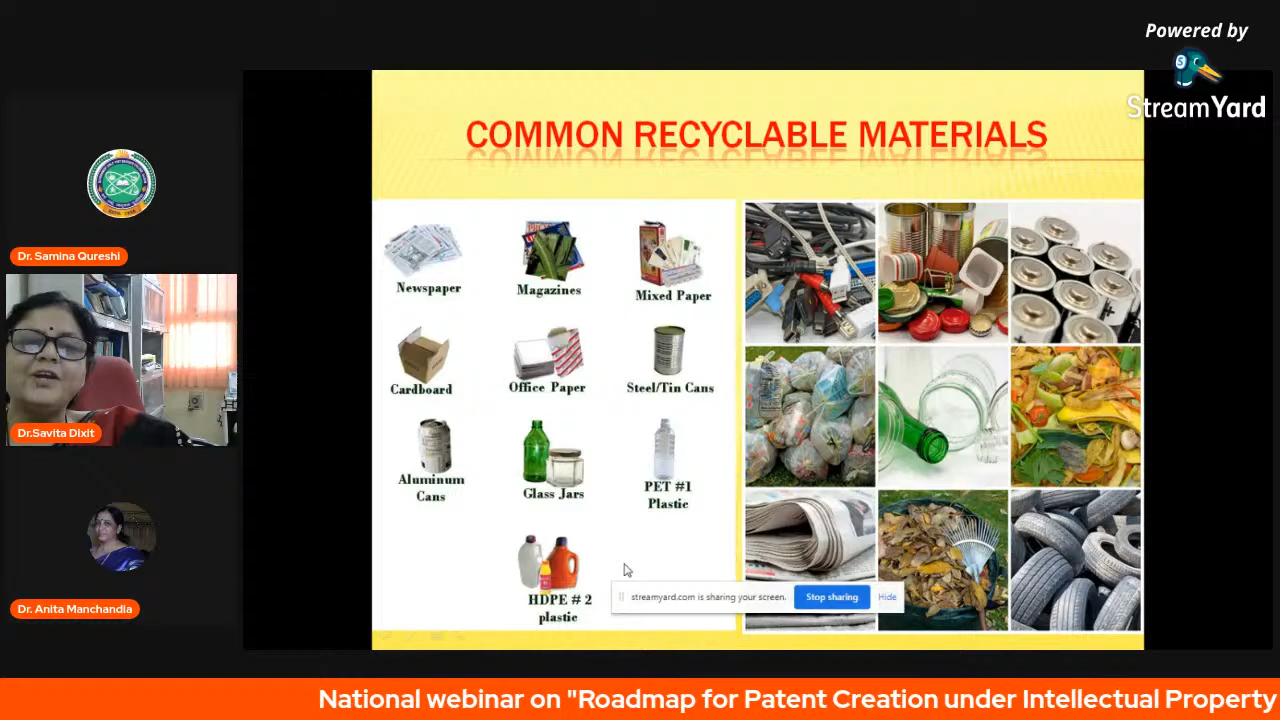 Powered by
StreamYard
COMMON RECYCLABLE MATERIALS
Newspaper
Magazines
Mixed Paper
Cardboard
Office Paper
Steel/Tin Cans
Aluminum
Cans
Glass Jars
PET #1
Plastic
HDPE # 2
plastic
streamyard.com is sharing your screen.
Stop sharing
Hide
Dr. Samina Qureshi
Dr.Savita Dixit
Dr. Anita Manchandia
National webinar on "Roadmap for Patent Creation under Intellectual Property